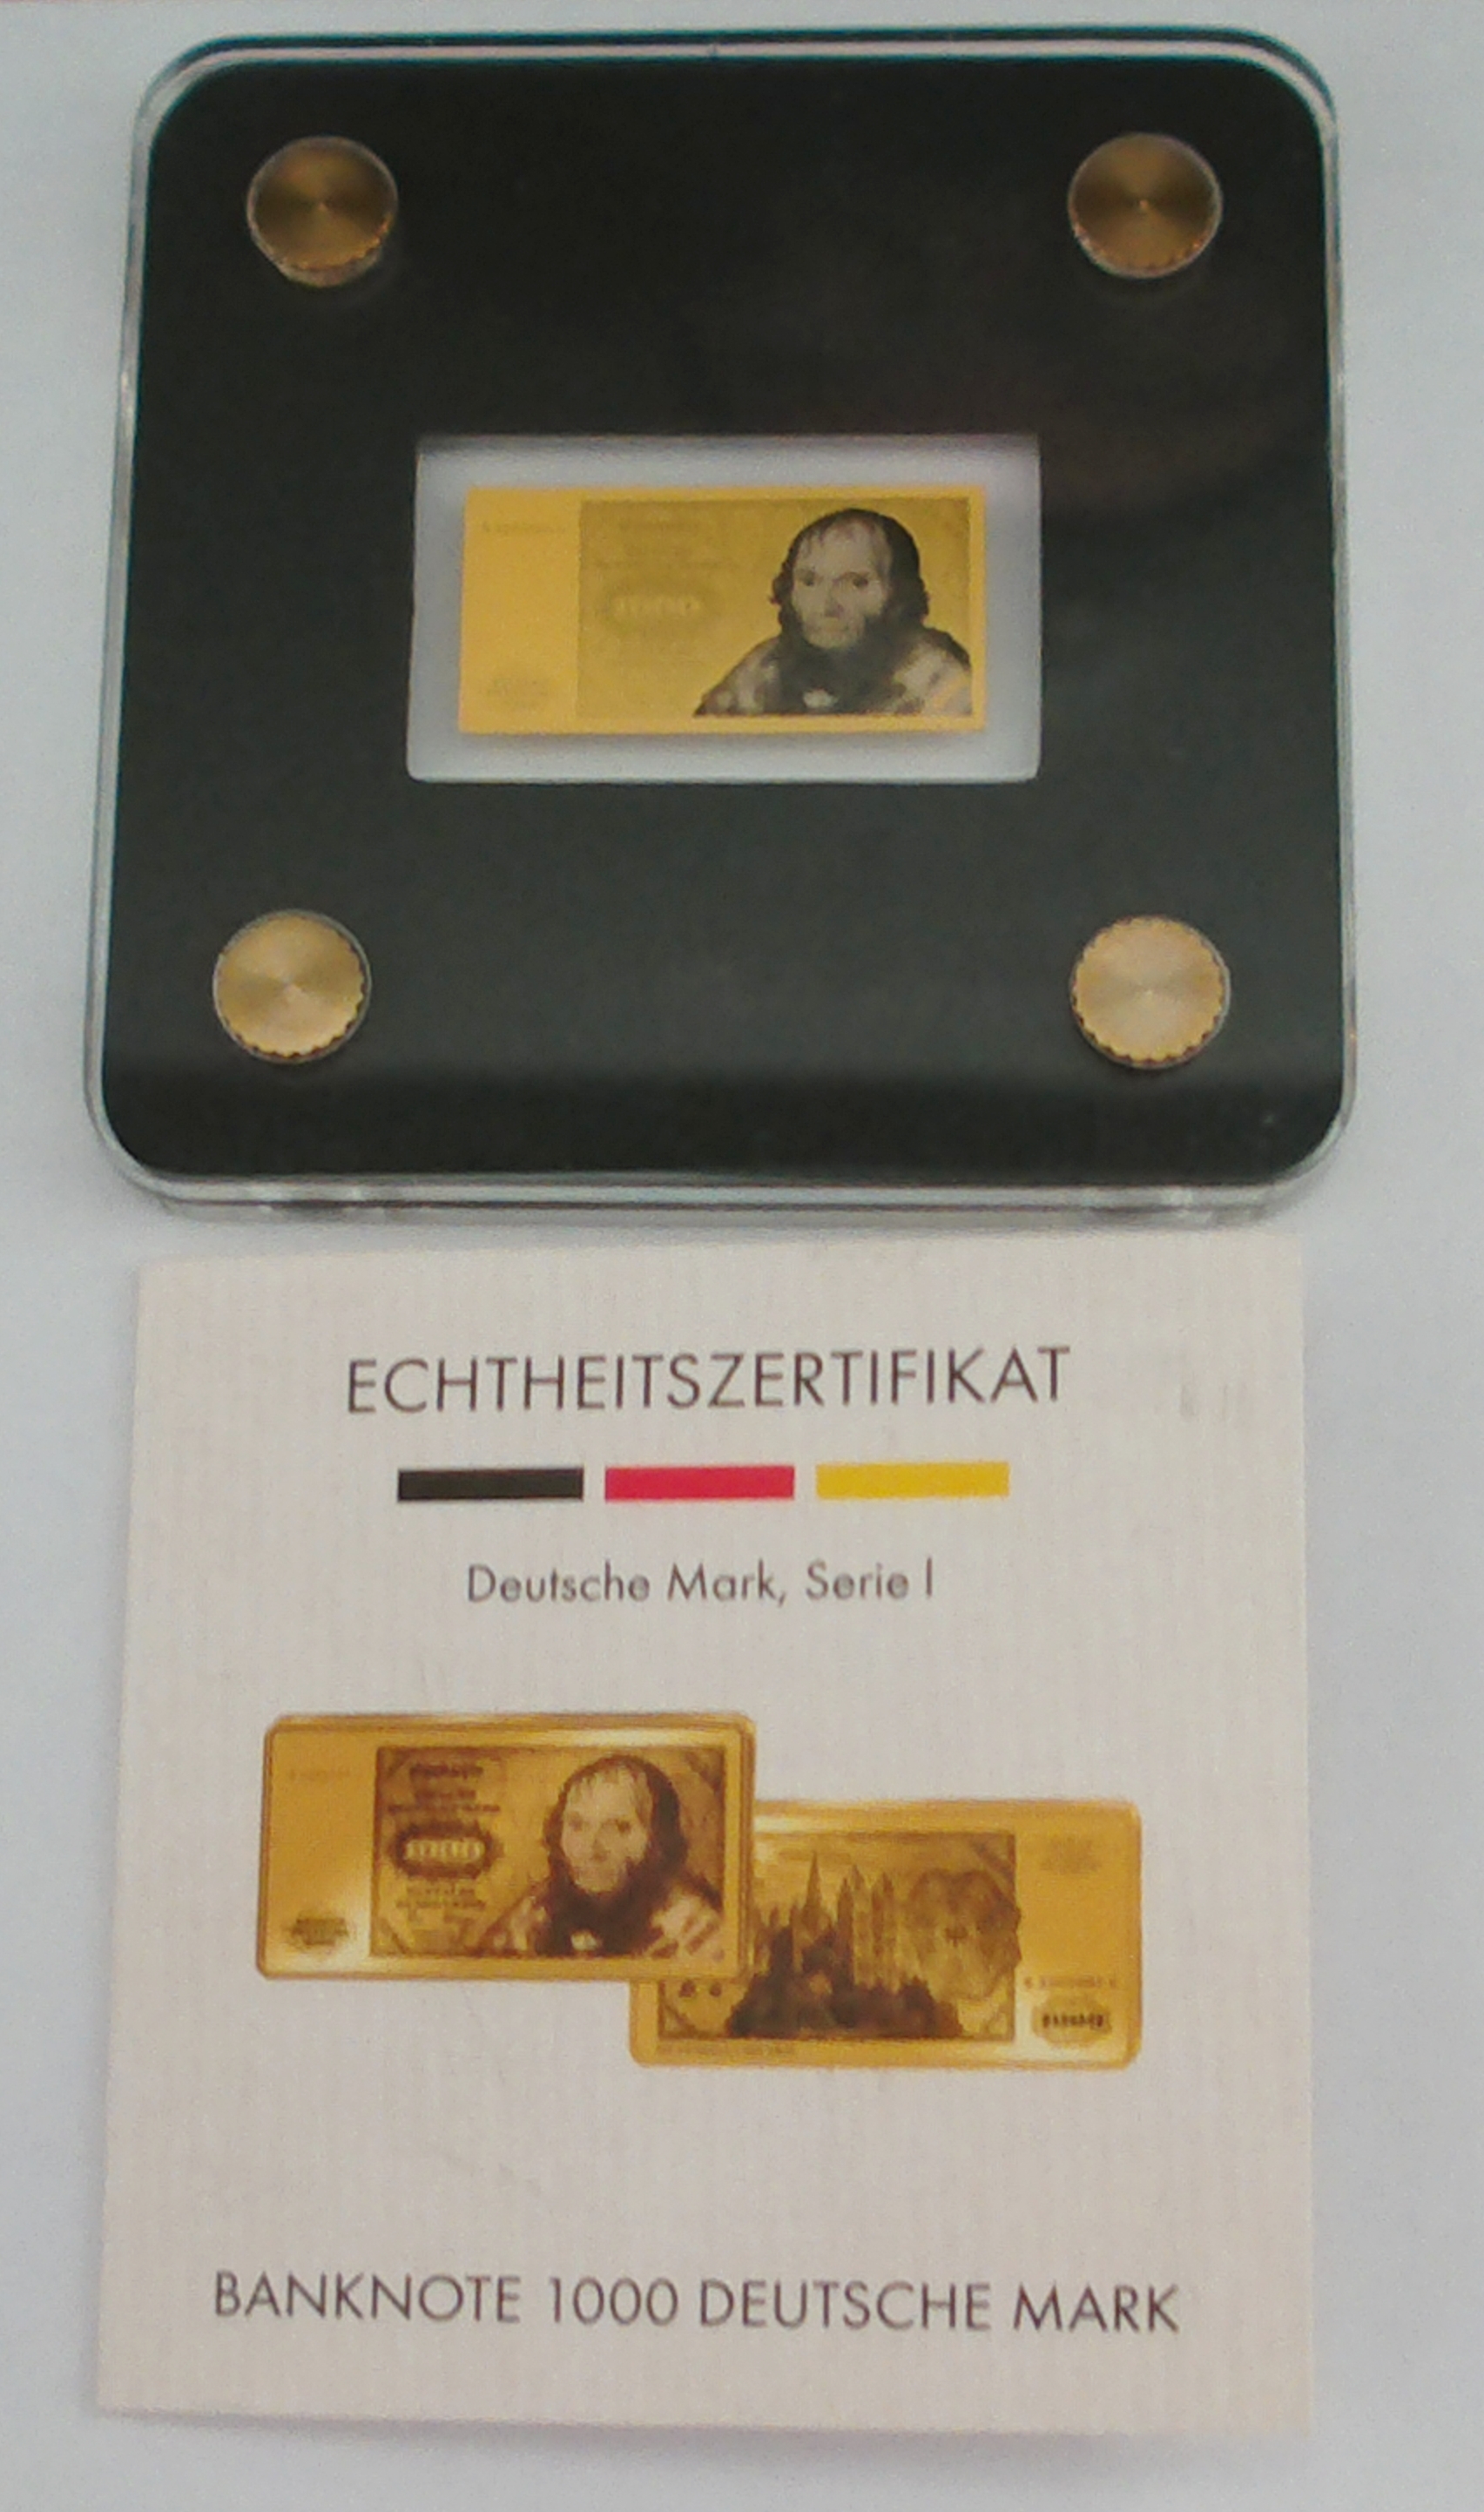 ECHTHEITSZERTIFIKAT
Deutsche Mark, Serie I
BANKNOTE 1000 DEUTSCHE MARK